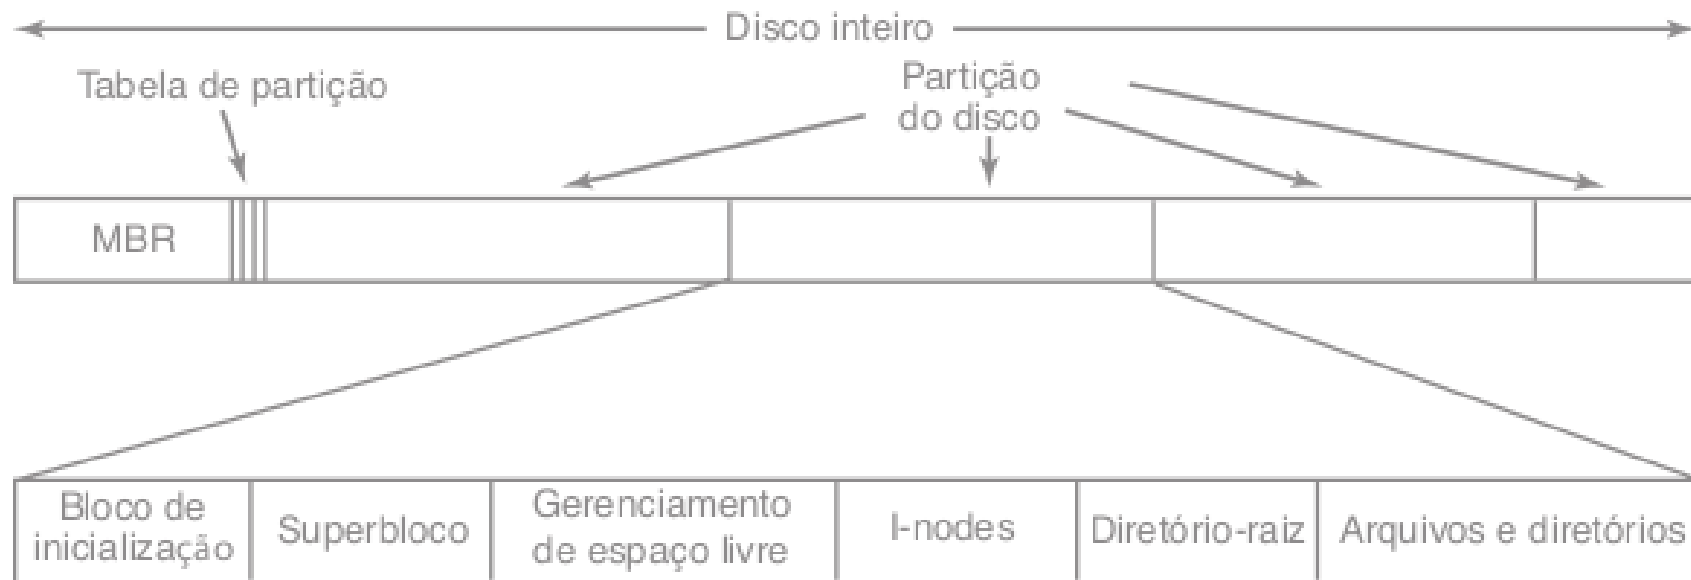 Disco inteiro
Tabela de partição
Partição
do disco
MBR
Bloco de
inicialização
Superbloco
Gerenciamento
de espaço livre
I-nodes
Diretório-raiz
Arquivos e diretórios